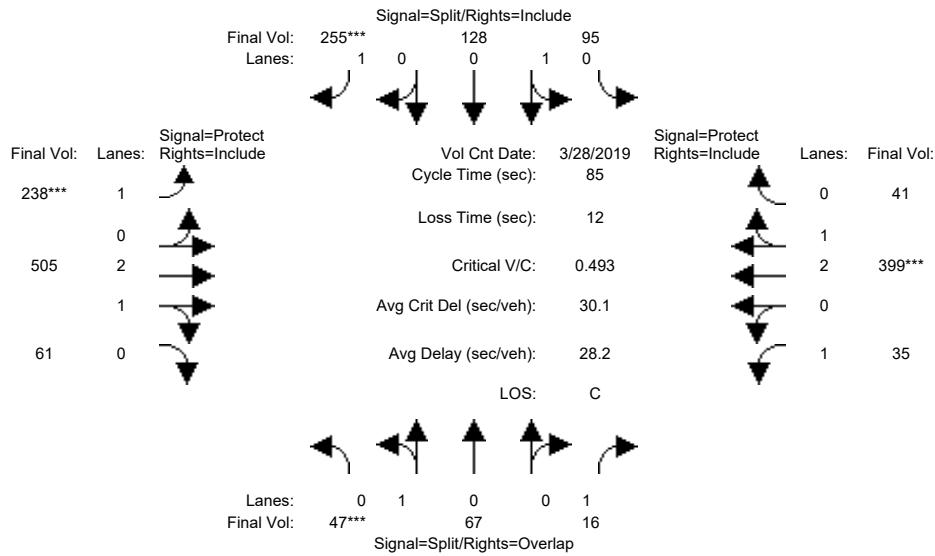 Signal=Split/Rights=Include
Final Vol: 255*** 128 95
Lanes: 1 0 0 1 0
Signal=Protect Signal=Protect
Final Vol: Lanes: Rights=Include Vol Cnt Date: 3/28/2019 Rights=Include Lanes: Final Vol:
Cycle Time (sec): 85
238*** 1 0 41
Loss Time (sec): 12
0 1
505 2 Critical V/C: 0.493 2 399***
1 Avg Crit Del (sec/veh): 30.1 0
61 0 Avg Delay (sec/veh): 28.2 1 35
LOS: C
Lanes: 0 1 0 0 1
Final Vol: 47*** 67 16
Signal=Split/Rights=Overlap